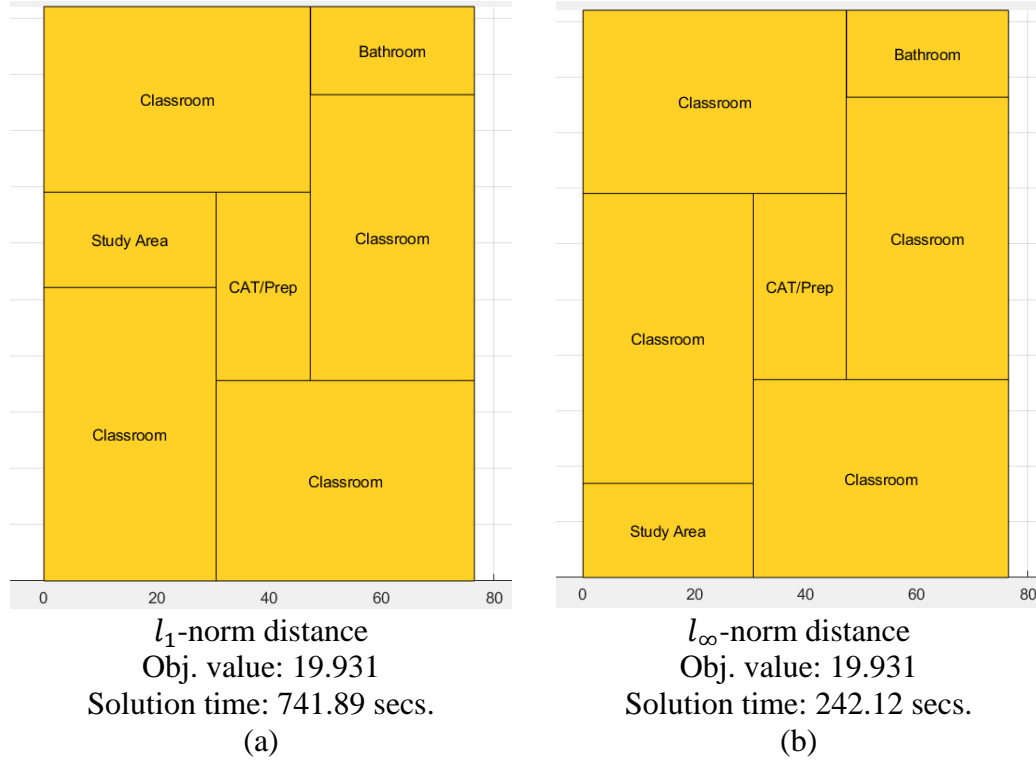 Bathroom
Classroom
Study Area
Classroom
CAT/Prep
Classroom
Classroom
0 20 40 60 80
l₁-norm distance
Obj. value: 19.931
Solution time: 741.89 secs.
(a)
Bathroom
Classroom
Classroom
CAT/Prep
Classroom
Classroom
Study Area
0 20 40 60 80
l∞-norm distance
Obj. value: 19.931
Solution time: 242.12 secs.
(b)